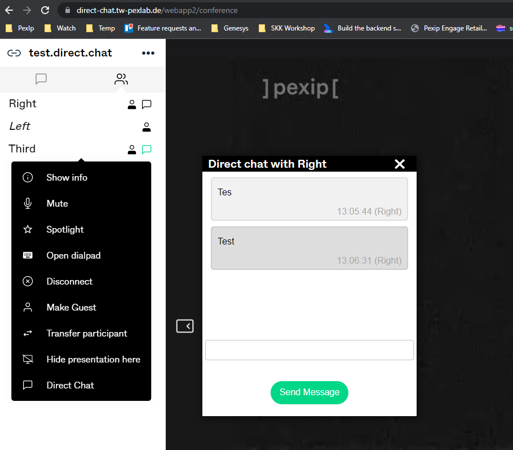 direct-chat.tw-pexlab.de/webapp2/conference
PexIp
Watch
Temp
Feature requests an...
Genesys
SKK Workshop
Build the backend s...
Pexip Engage Retail...
test.direct.chat
Right
Left
Third
Show info
Mute
Spotlight
Open dialpad
Disconnect
Make Guest
Transfer participant
Hide presentation here
Direct Chat
]pexip[
Direct chat with Right
Tes
13:05:44 (Right)
Test
13:06:31 (Right)
Send Message